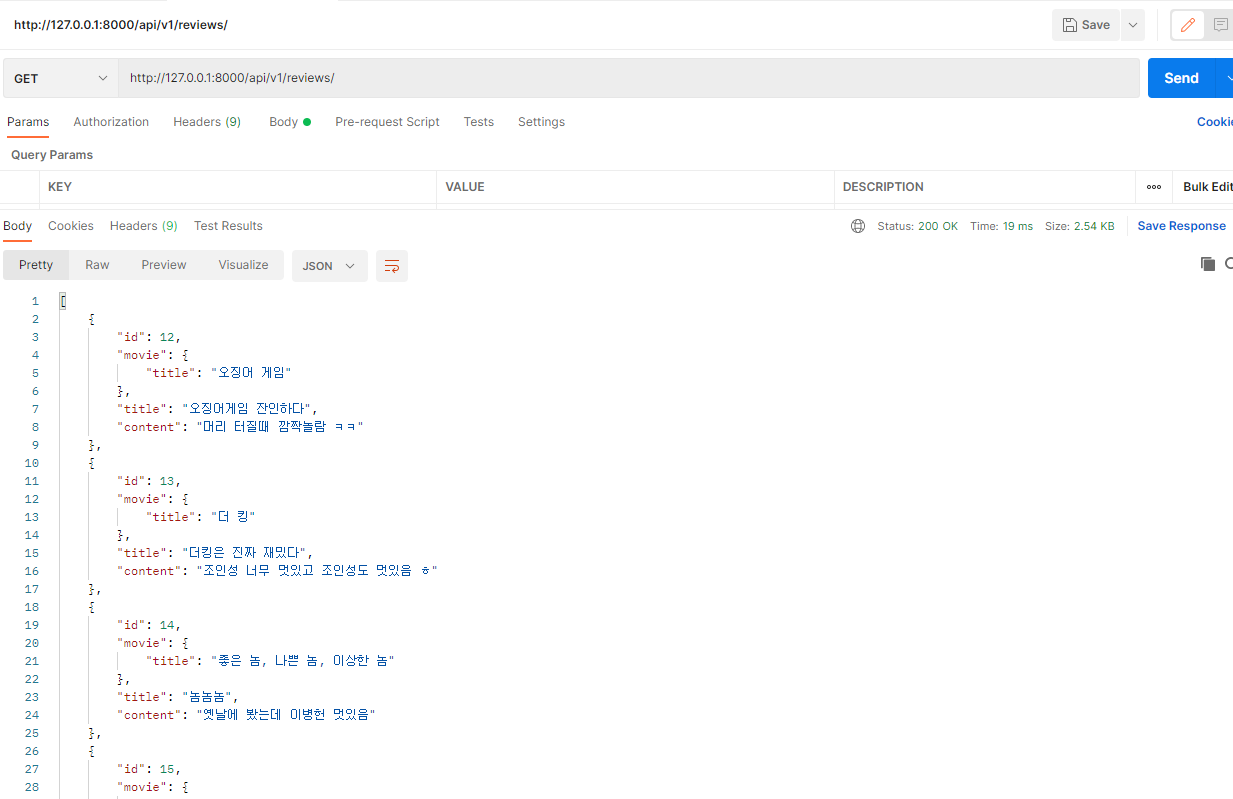 http://127.0.0.1:8000/api/v1/reviews/
Save
GET
http://127.0.0.1:8000/api/v1/reviews/
Send
Params Authorization Headers (9) Body Pre-request Script Tests Settings Cookie
Query Params
KEY VALUE DESCRIPTION ooo Bulk Edit
Body Cookies Headers (9) Test Results Status: 200 OK Time: 19 ms Size: 2.54 KB Save Response
Pretty Raw Preview Visualize JSON
1 [
2 {
3 "id": 12,
4 "movie": {
5 "title": "오징어 게임"
6 },
7 "title": "오징어게임 잔인하다",
8 "content": "머리 터질때 깜짝놀람 ㅋㅋ"
9 },
10 {
11 "id": 13,
12 "movie": {
13 "title": "더 킹"
14 },
15 "title": "더킹은 진짜 재밌다",
16 "content": "조인성 너무 멋있고 조인성도 멋있음 ㅎ"
17 },
18 {
19 "id": 14,
20 "movie": {
21 "title": "좋은 놈, 나쁜 놈, 이상한 놈"
22 },
23 "title": "놈놈놈",
24 "content": "옛날에 봤는데 이병헌 멋있음"
25 },
26 {
27 "id": 15,
28 "movie": {